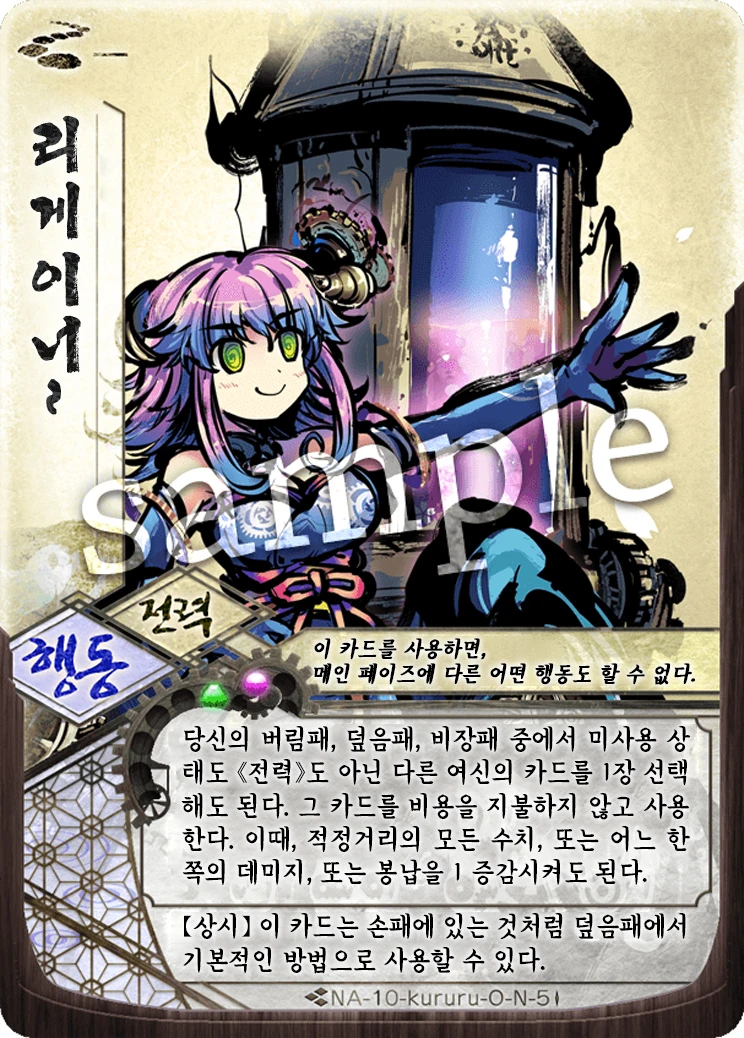 리게이너
sample
전력
행동
이 카드를 사용하면,
메인 페이즈에 다른 어떤 행동도 할 수 없다.
당신의 버림패, 덮음패, 비장패 중에서 미사용 상
태도 《전력》도 아닌 다른 여신의 카드를 1장 선택
해도 된다. 그 카드를 비용을 지불하지 않고 사용
한다. 이때, 적정거리의 모든 수치, 또는 어느 한
쪽의 데미지, 또는 봉납을 1 증감시켜도 된다.
【상시】 이 카드는 손패에 있는 것처럼 덮음패에서
기본적인 방법으로 사용할 수 있다.
NA-10-kururu-O-N-5